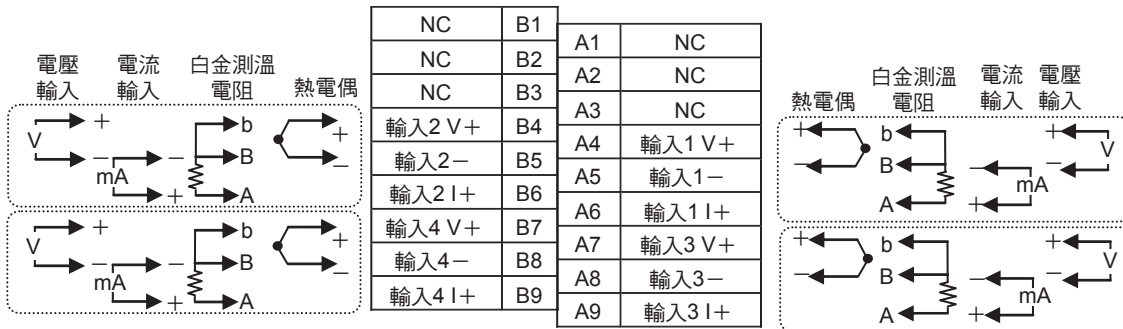 電壓 輸入
電流 輸入
白金測溫 電阻
熱電偶
V + −
mA − +
b B A
+ −
V + −
mA − +
b B A
+ −
NC B1
NC B2
NC B3
輸入2 V+ B4
輸入2− B5
輸入2 I+ B6
輸入4 V+ B7
輸入4− B8
輸入4 I+ B9
A1 NC
A2 NC
A3 NC
A4 輸入1 V+
A5 輸入1−
A6 輸入1 I+
A7 輸入3 V+
A8 輸入3−
A9 輸入3 I+
熱電偶
白金測溫 電阻
電流 輸入
電壓 輸入
+ −
b B A
− + mA
+ − V
+ −
b B A
− + mA
+ − V